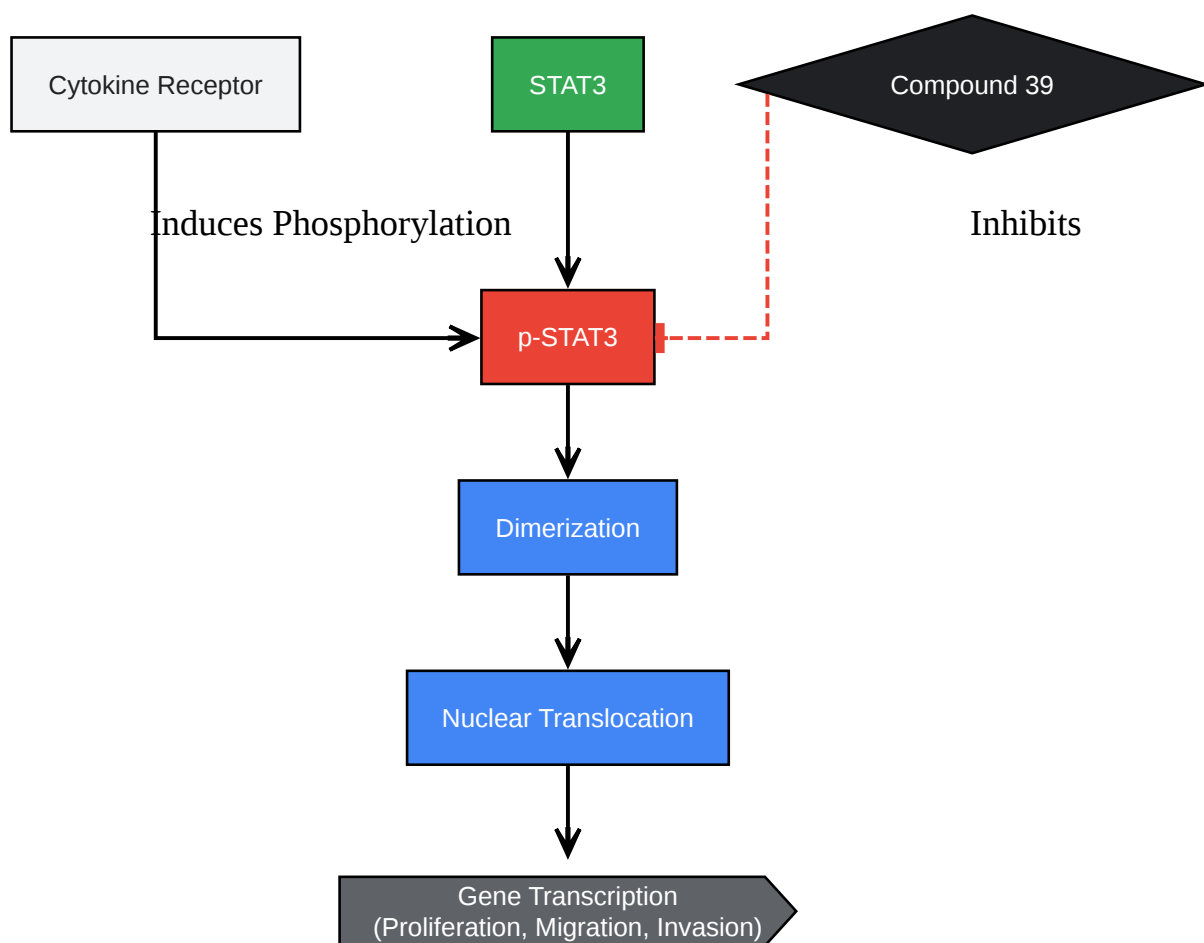 Cytokine Receptor
STAT3
Compound 39
Induces Phosphorylation
Inhibits
p-STAT3
Dimerization
Nuclear Translocation
Gene Transcription
(Proliferation, Migration, Invasion)